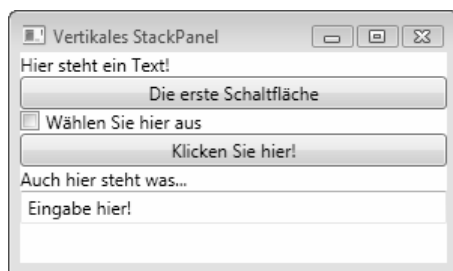 Vertikales StackPanel
Hier steht ein Text!
Die erste Schaltfläche
Wählen Sie hier aus
Klicken Sie hier!
Auch hier steht was...
Eingabe hier!